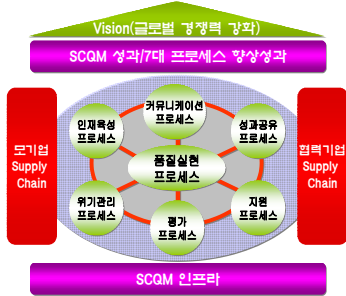 Vision(글로벌 경쟁력 강화)
SCQM 성과/7대 프로세스 향상성과
커뮤니케이션
프로세스
인재육성
프로세스
성과공유
프로세스
모기업
Supply
Chain
품질실현
프로세스
협력기업
Supply
Chain
위기관리
프로세스
지원
프로세스
평가
프로세스
SCQM 인프라